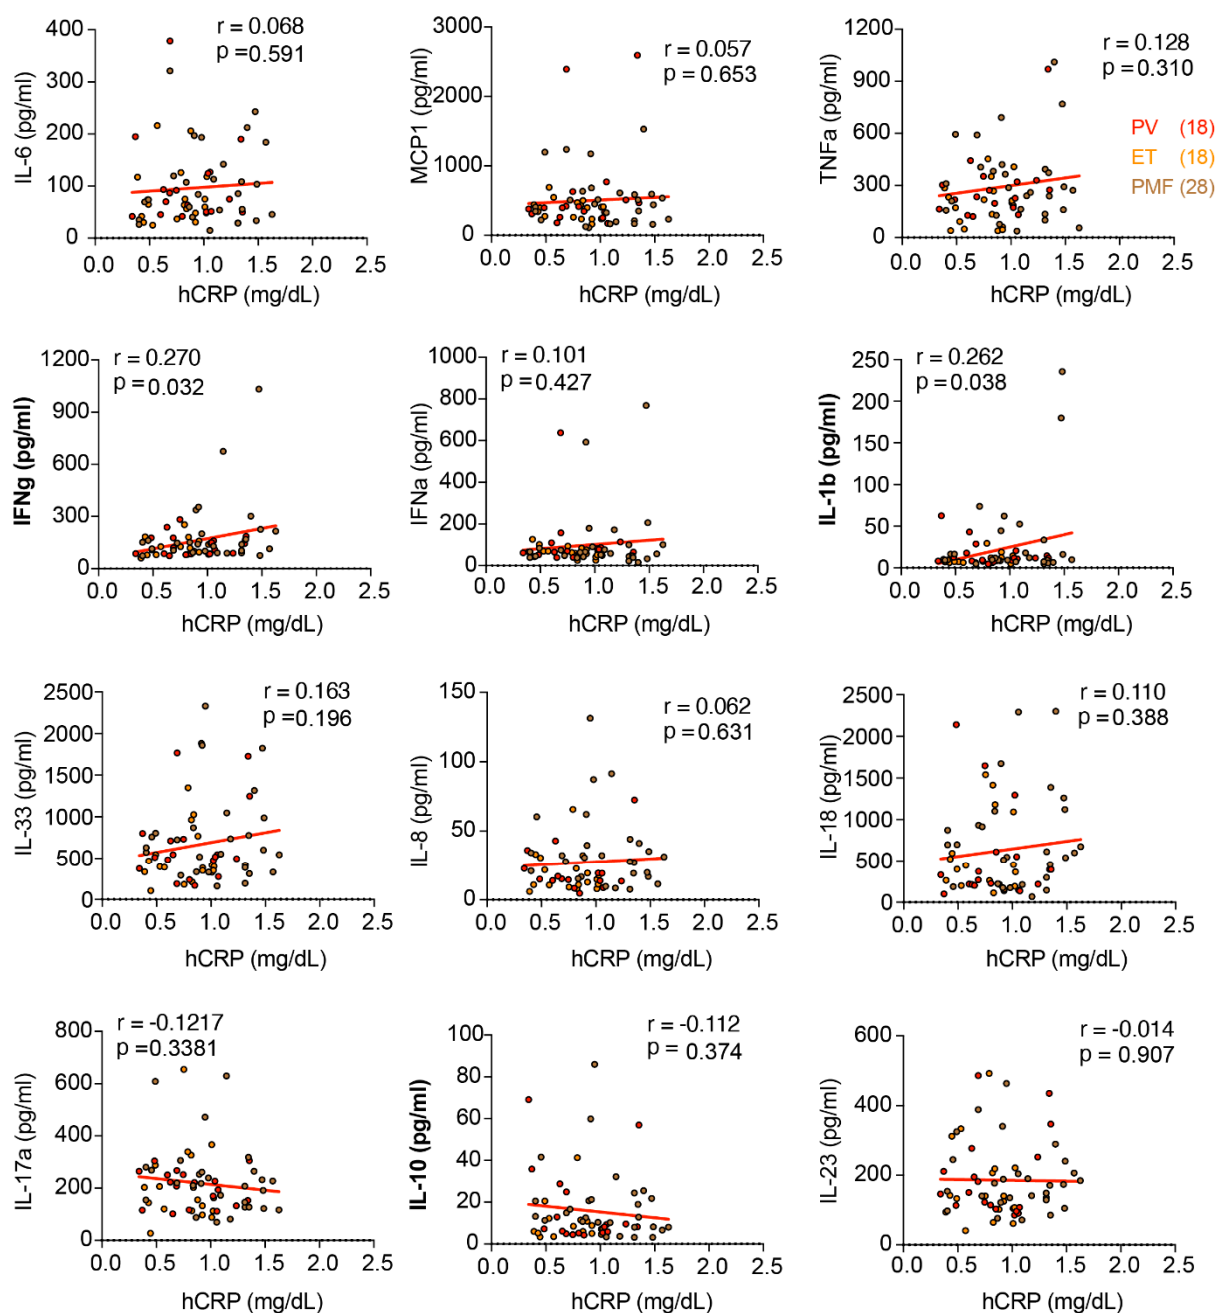 r = 0.068
p = 0.591
IL-6 (pg/ml)
400
300
200
100
0
0.0 0.5 1.0 1.5 2.0 2.5
hCRP (mg/dL)
r = 0.057
p = 0.653
MCP1 (pg/ml)
3000
2000
1000
0
0.0 0.5 1.0 1.5 2.0 2.5
hCRP (mg/dL)
r = 0.128
p = 0.310
TNFa (pg/ml)
1200
900
600
300
0
0.0 0.5 1.0 1.5 2.0 2.5
hCRP (mg/dL)
PV (18)
ET (18)
PMF (28)
r = 0.270
p = 0.032
IFNg (pg/ml)
1200
900
600
300
0
0.0 0.5 1.0 1.5 2.0 2.5
hCRP (mg/dL)
r = 0.101
p = 0.427
IFNa (pg/ml)
1000
800
600
400
200
0
0.0 0.5 1.0 1.5 2.0 2.5
hCRP (mg/dL)
r = 0.262
p = 0.038
IL-1b (pg/ml)
250
200
150
100
50
0
0.0 0.5 1.0 1.5 2.0 2.5
hCRP (mg/dL)
r = 0.163
p = 0.196
IL-33 (pg/ml)
2500
2000
1500
1000
500
0
0.0 0.5 1.0 1.5 2.0 2.5
hCRP (mg/dL)
r = 0.062
p = 0.631
IL-8 (pg/ml)
150
100
50
0
0.0 0.5 1.0 1.5 2.0 2.5
hCRP (mg/dL)
r = 0.110
p = 0.388
IL-18 (pg/ml)
2500
2000
1500
1000
500
0
0.0 0.5 1.0 1.5 2.0 2.5
hCRP (mg/dL)
r = -0.1217
p = 0.3381
IL-17a (pg/ml)
800
600
400
200
0
0.0 0.5 1.0 1.5 2.0 2.5
hCRP (mg/dL)
r = -0.112
p = 0.374
IL-10 (pg/ml)
100
80
60
40
20
0
0.0 0.5 1.0 1.5 2.0 2.5
hCRP (mg/dL)
r = -0.014
p = 0.907
IL-23 (pg/ml)
600
400
200
0
0.0 0.5 1.0 1.5 2.0 2.5
hCRP (mg/dL)